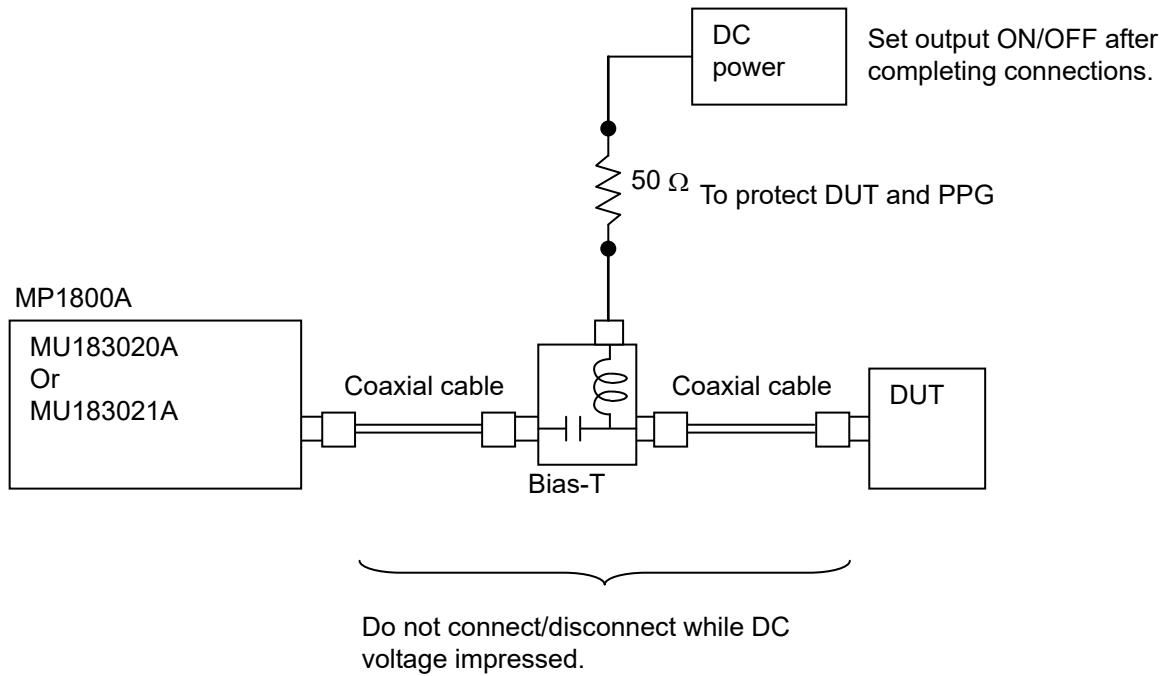 DC
power
Set output ON/OFF after
completing connections.
50 Ω
To protect DUT and PPG
MP1800A
MU183020A
Or
MU183021A
Coaxial cable
Coaxial cable
DUT
Bias-T
Do not connect/disconnect while DC
voltage impressed.